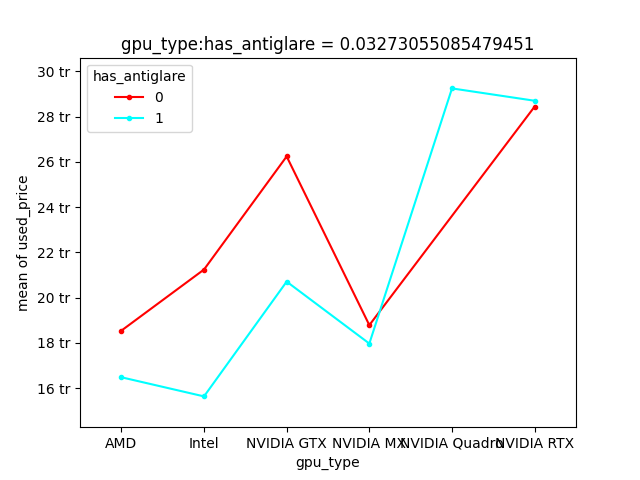 gpu_type:has_antiglare = 0.03273055085479451
has_antiglare
0
1
30 tr
28 tr
26 tr
24 tr
22 tr
20 tr
18 tr
16 tr
mean of used_price
AMD Intel NVIDIA GTX NVIDIA MX NVIDIA Quadro NVIDIA RTX
gpu_type